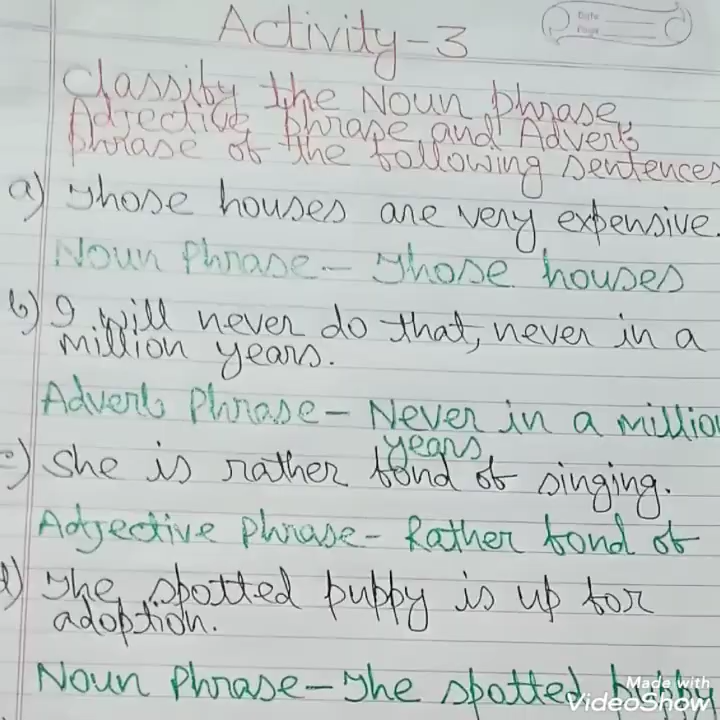 Activity-3
Date
Page
Classify the Noun phrase,
Adjective phrase and Adverb
phrase of the following sentences
a) Those houses are very expensive.
Noun Phrase- Those houses
b) I will never do that, never in a
million years.
Adverb Phrase- Never in a million
years
c) She is rather fond of singing.
Adjective phrase- Rather fond of
d) The spotted puppy is up for
adoption.
Noun Phrase- The spotted puppy
Made with
VideoShow